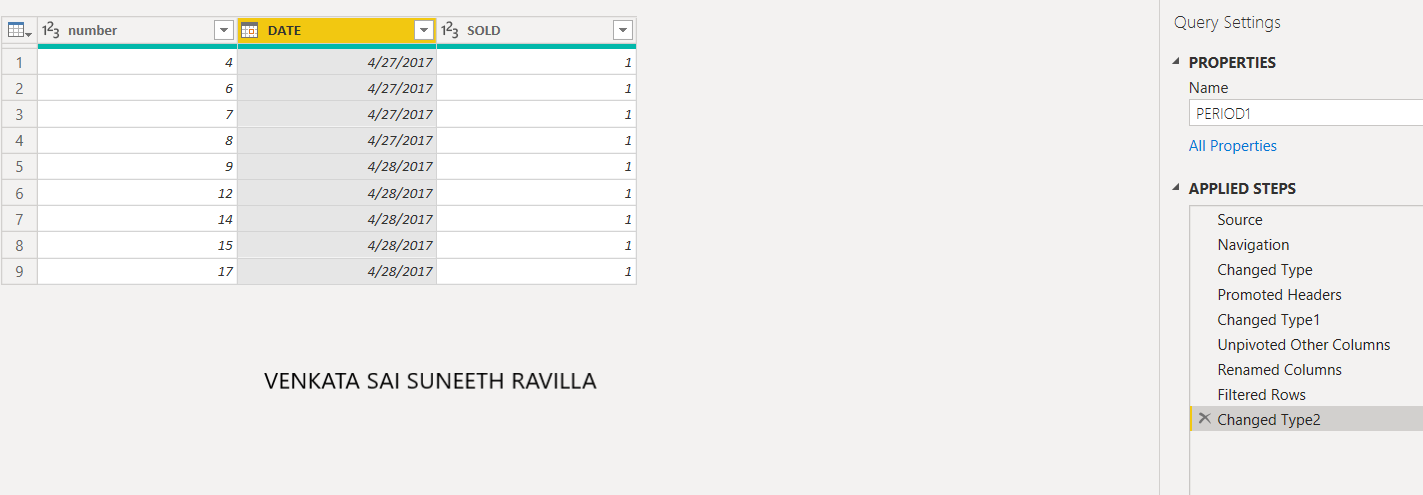 1²3 number DATE 1²3 SOLD
1 4 4/27/2017 1
2 6 4/27/2017 1
3 7 4/27/2017 1
4 8 4/27/2017 1
5 9 4/28/2017 1
6 12 4/28/2017 1
7 14 4/28/2017 1
8 15 4/28/2017 1
9 17 4/28/2017 1
VENKATA SAI SUNEETH RAVILLA
Query Settings
PROPERTIES
Name
PERIOD1
All Properties
APPLIED STEPS
Source
Navigation
Changed Type
Promoted Headers
Changed Type1
Unpivoted Other Columns
Renamed Columns
Filtered Rows
Changed Type2